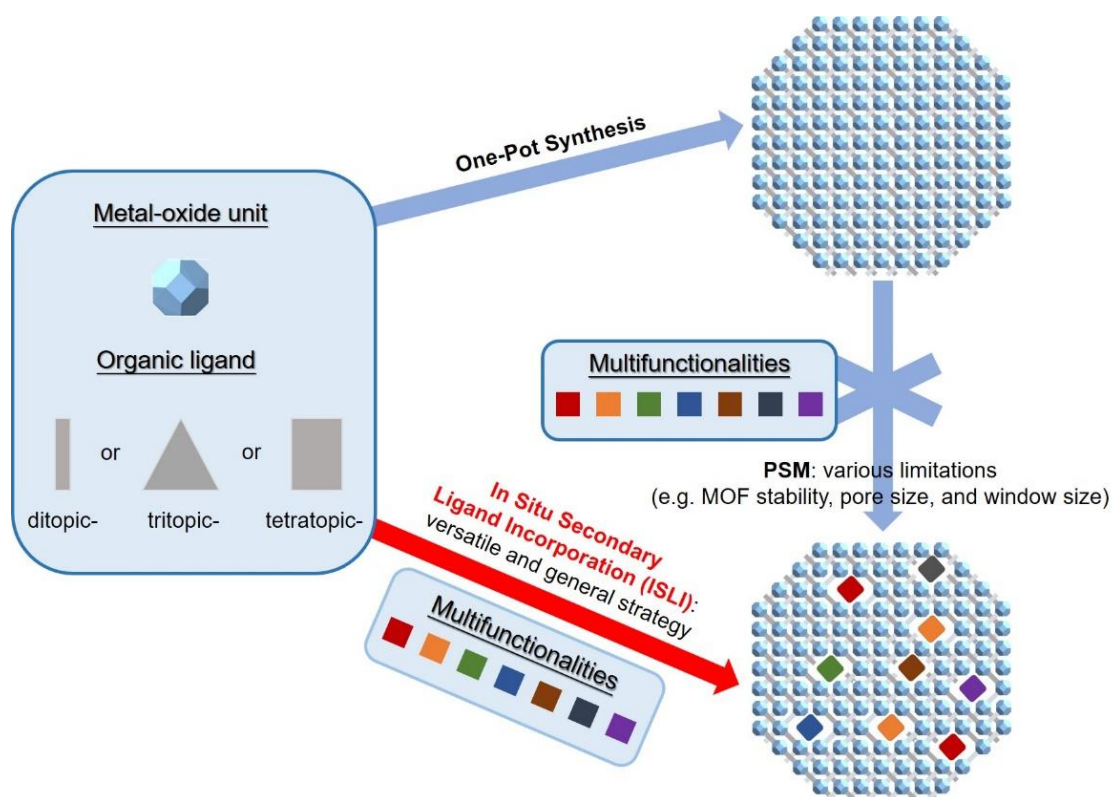 One-Pot Synthesis
Metal-oxide unit
Organic ligand
or
or
ditopic-
tritopic-
tetratopic-
Multifunctionalities
PSM: various limitations
(e.g. MOF stability, pore size, and window size)
In Situ Secondary
Ligand Incorporation (ISLI):
versatile and general strategy
Multifunctionalities